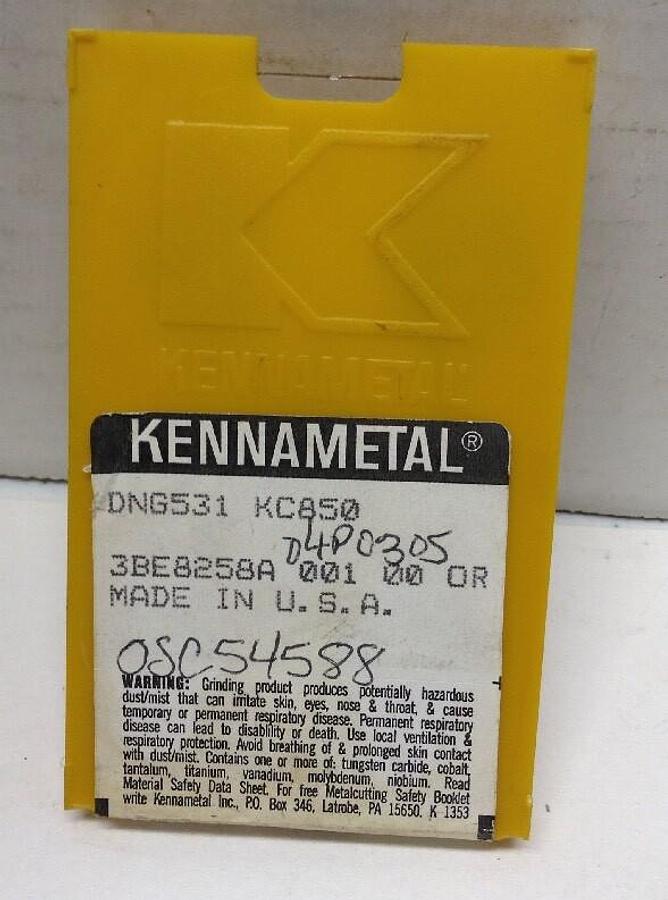 KENNAMETAL
KENNAMETAL®
DNG531 KC850
D4P0305
3BE8258A 001 00 OR
MADE IN U.S.A.
OSC54588
WARNING: Grinding product produces potentially hazardous
dust/mist that can irritate skin, eyes, nose & throat, & cause
temporary or permanent respiratory disease. Permanent respiratory
disease can lead to disability or death. Use local ventilation &
respiratory protection. Avoid breathing of & prolonged skin contact
with dust/mist. Contains one or more of: tungsten carbide, cobalt,
tantalum, titanium, vanadium, molybdenum, niobium. Read
Material Safety Data Sheet. For free Metalcutting Safety Booklet
write Kennametal Inc., P.O. Box 346, Latrobe, PA 15650. K 1353